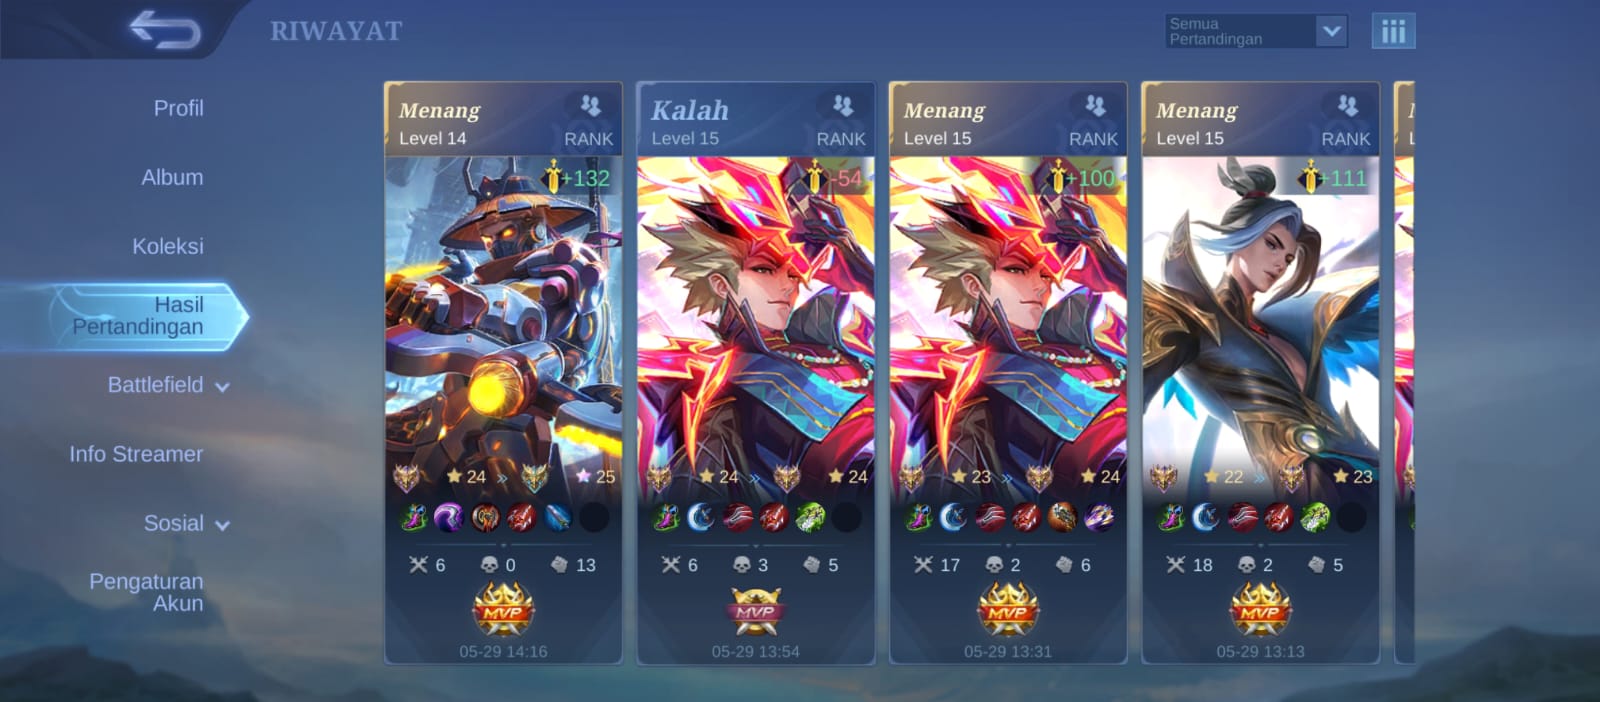 RIWAYAT
Semua
Pertandingan
Profil
Album
Koleksi
Hasil
Pertandingan
Battlefield
Info Streamer
Sosial
Pengaturan
Akun
Menang
Level 14
RANK
+132
24 » 25
6 0 13
MVP
05-29 14:16
Kalah
Level 15
RANK
-54
24 » 24
6 3 5
MVP
05-29 13:54
Menang
Level 15
RANK
+100
23 » 24
17 2 6
MVP
05-29 13:31
Menang
Level 15
RANK
+111
22 » 23
18 2 5
MVP
05-29 13:13